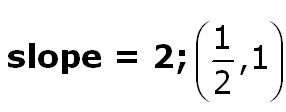 slope = 2; (1/2, 1)